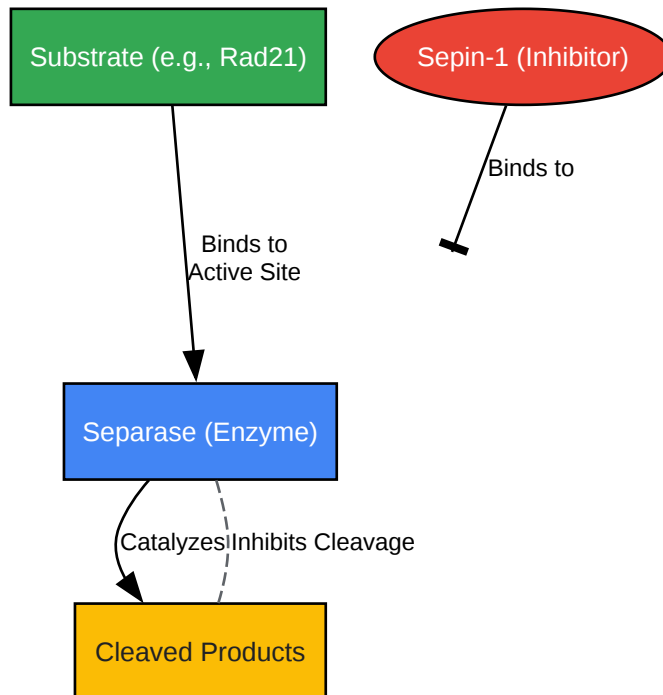 Substrate (e.g., Rad21)
Sepin-1 (Inhibitor)
Binds to
Binds to
Active Site
Separase (Enzyme)
Catalyzes
Inhibits Cleavage
Cleaved Products